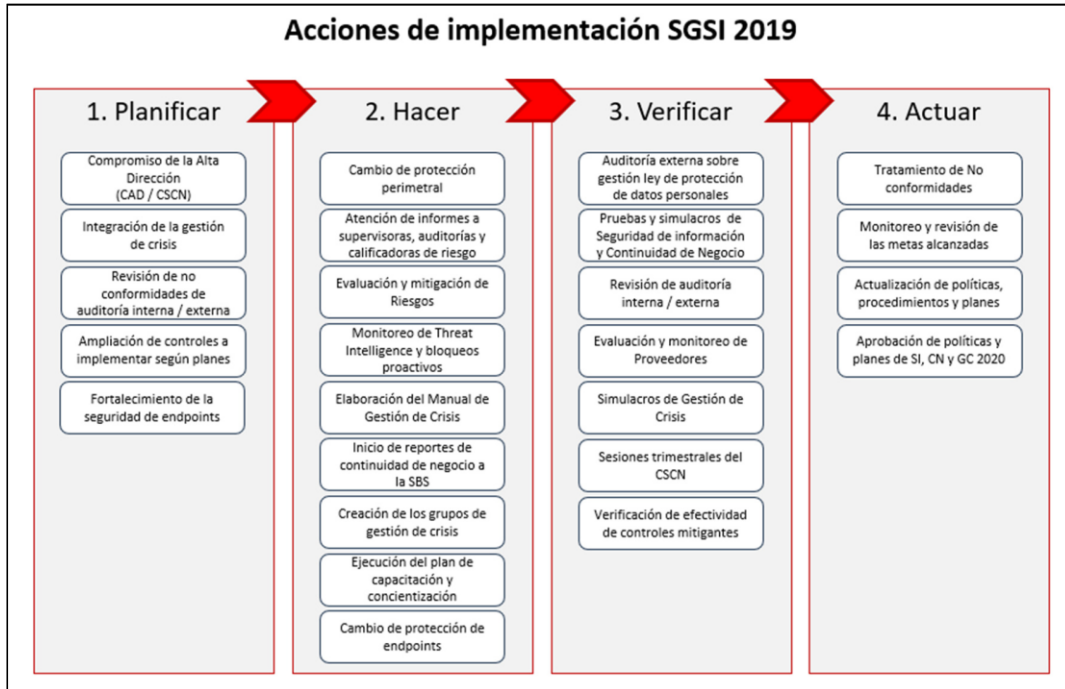 Acciones de implementación SGSI 2019
1. Planificar
Compromiso de la Alta
Dirección
(CAD / CSCN)
Integración de la gestión
de crisis
Revisión de no
conformidades de
auditoría interna / externa
Ampliación de controles a
implementar según planes
Fortalecimiento de la
seguridad de endpoints
2. Hacer
Cambio de protección
perimetral
Atención de informes a
supervisoras, auditorías y
calificadoras de riesgo
Evaluación y mitigación de
Riesgos
Monitoreo de Threat
Intelligence y bloqueos
proactivos
Elaboración del Manual de
Gestión de Crisis
Inicio de reportes de
continuidad de negocio a
la SBS
Creación de los grupos de
gestión de crisis
Ejecución del plan de
capacitación y
concientización
Cambio de protección de
endpoints
3. Verificar
Auditoría externa sobre
gestión ley de protección
de datos personales
Pruebas y simulacros de
Seguridad de información
y Continuidad de Negocio
Revisión de auditoría
interna / externa
Evaluación y monitoreo de
Proveedores
Simulacros de Gestión de
Crisis
Sesiones trimestrales del
CSCN
Verificación de efectividad
de controles mitigantes
4. Actuar
Tratamiento de No
conformidades
Monitoreo y revisión de
las metas alcanzadas
Actualización de políticas,
procedimientos y planes
Aprobación de políticas y
planes de SI, CN y GC 2020